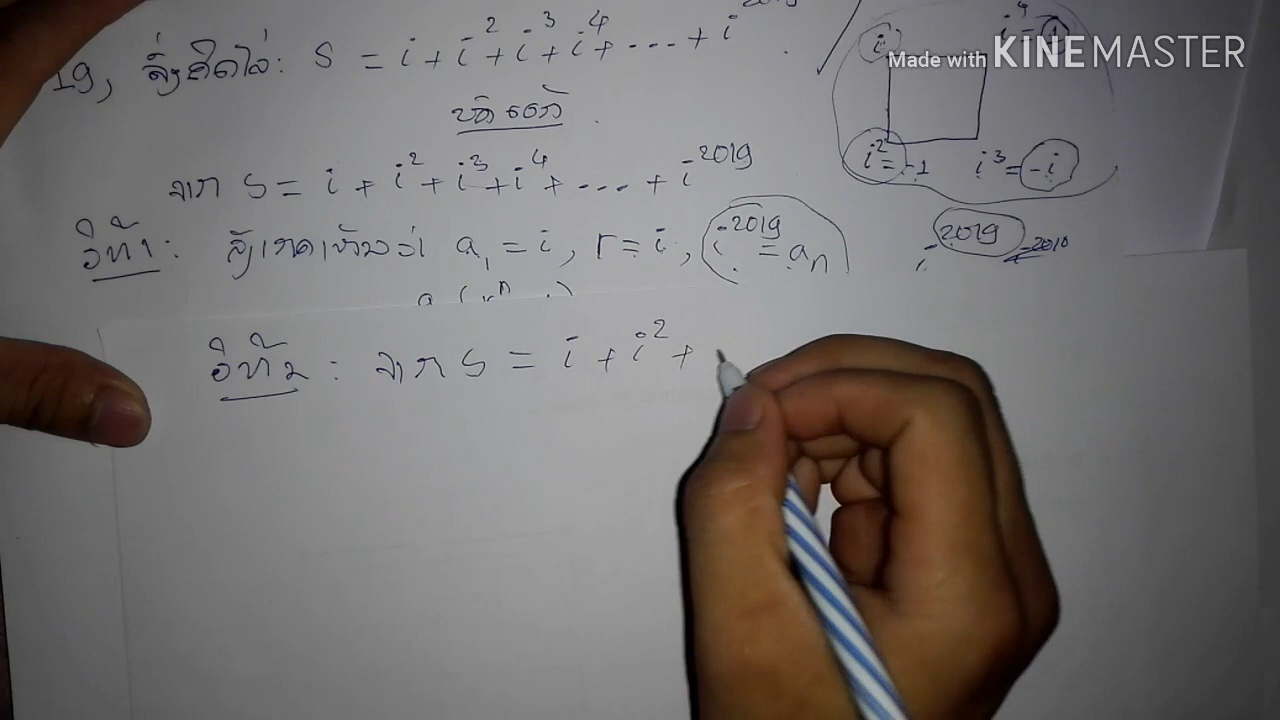 19, ຈົ່ງຄິດໄລ່: S = i + i² + i³ + i⁴ + ... + i²⁰¹⁹.
i i⁴ = 1
Made with KINEMASTER
ບົດແກ້.
ຈາກ S = i + i² + i³ + i⁴ + ... + i²⁰¹⁹
i² = -1 i³ = -i
ວິທີ1: ສັງເກດເຫັນວ່າ a₁ = i, r = i, i²⁰¹⁹ = aₙ
i²⁰¹⁹
ວິທີ2: ຈາກ S = i + i² +